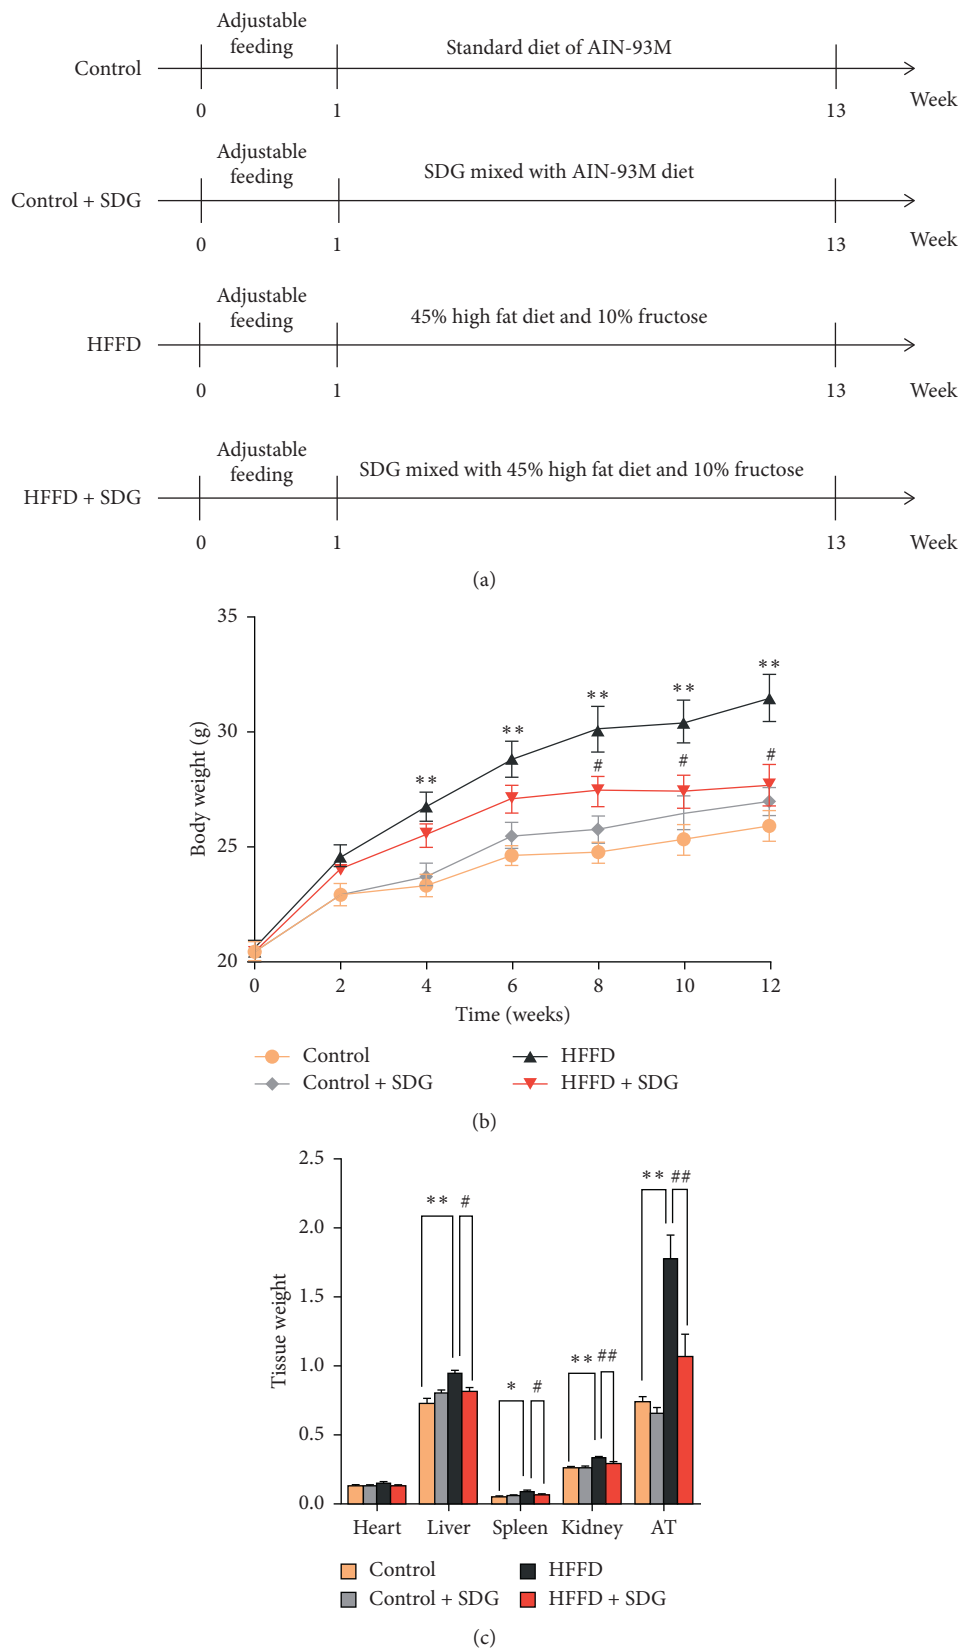 Adjustable
feeding
Standard diet of AIN-93M
Control
0
1
13
Week
Adjustable
feeding
SDG mixed with AIN-93M diet
Control + SDG
0
1
13
Week
Adjustable
feeding
45% high fat diet and 10% fructose
HFFD
0
1
13
Week
Adjustable
feeding
SDG mixed with 45% high fat diet and 10% fructose
HFFD + SDG
0
1
13
Week
(a)
35
30
25
20
Body weight (g)
** ** ** ** **
# # #
0 2 4 6 8 10 12
Time (weeks)
Control
HFFD
Control + SDG
HFFD + SDG
(b)
2.5
2.0
1.5
1.0
0.5
0.0
Tissue weight
** #
* #
** ##
** ##
Heart Liver Spleen Kidney AT
Control
HFFD
Control + SDG
HFFD + SDG
(c)